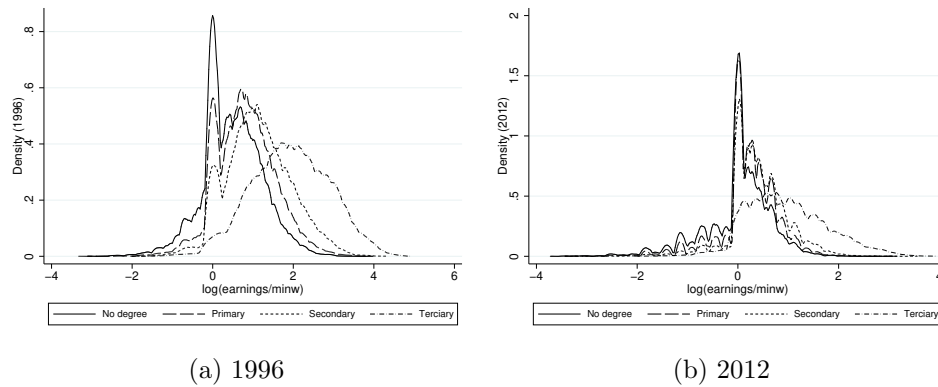 Density (1996)
.8
.6
.4
.2
0
−4 −2 0 2 4 6
log(earnings/minw)
No degree Primary Secondary Terciary
(a) 1996
Density (2012)
2
1.5
1
.5
0
−4 −2 0 2 4
log(earnings/minw)
No degree Primary Secondary Terciary
(b) 2012